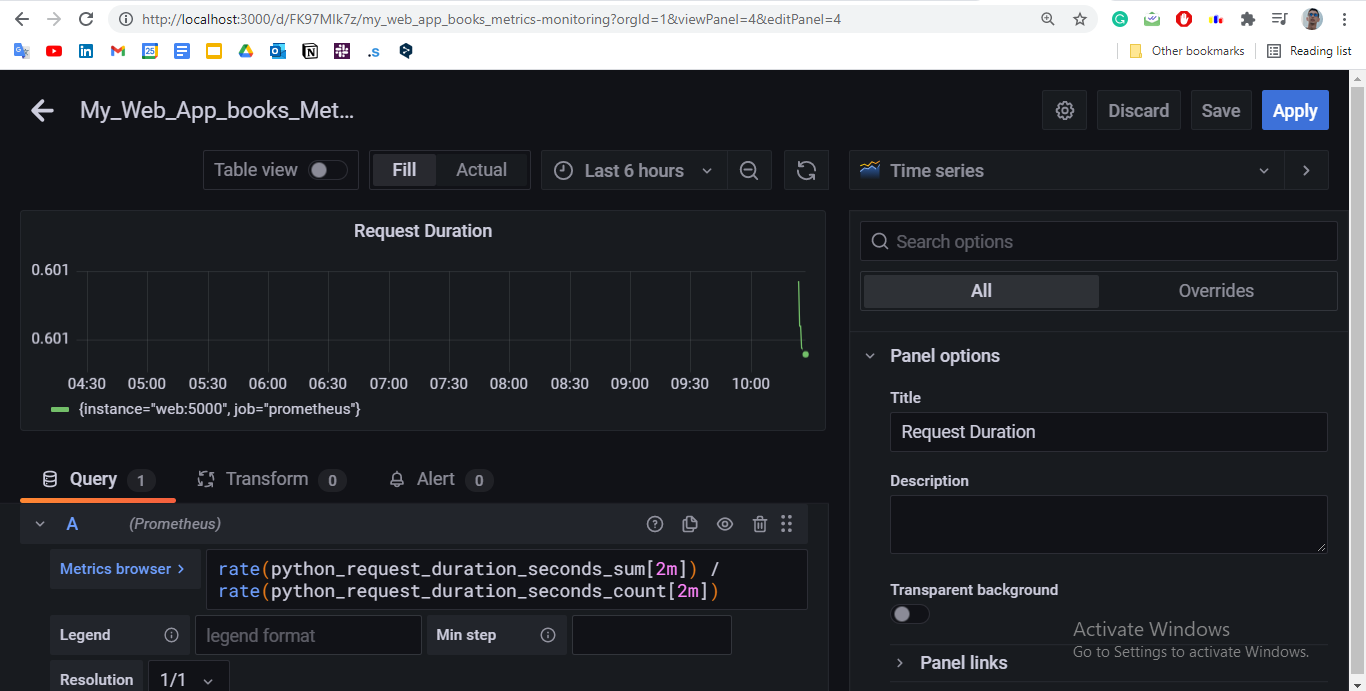 http://localhost:3000/d/FK97MIk7z/my_web_app_books_metrics-monitoring?orgId=1&viewPanel=4&editPanel=4
Other bookmarks
Reading list
My_Web_App_books_Met...
Discard
Save
Apply
Table view
Fill
Actual
Last 6 hours
Time series
Request Duration
0.601
0.601
04:30 05:00 05:30 06:00 06:30 07:00 07:30 08:00 08:30 09:00 09:30 10:00
{instance="web:5000", job="prometheus"}
Search options
All
Overrides
Query 1
Transform 0
Alert 0
A
(Prometheus)
Metrics browser >
rate(python_request_duration_seconds_sum[2m]) /
rate(python_request_duration_seconds_count[2m])
Legend
legend format
Min step
Resolution
1/1
Panel options
Title
Request Duration
Description
Transparent background
Panel links
Activate Windows
Go to Settings to activate Windows.